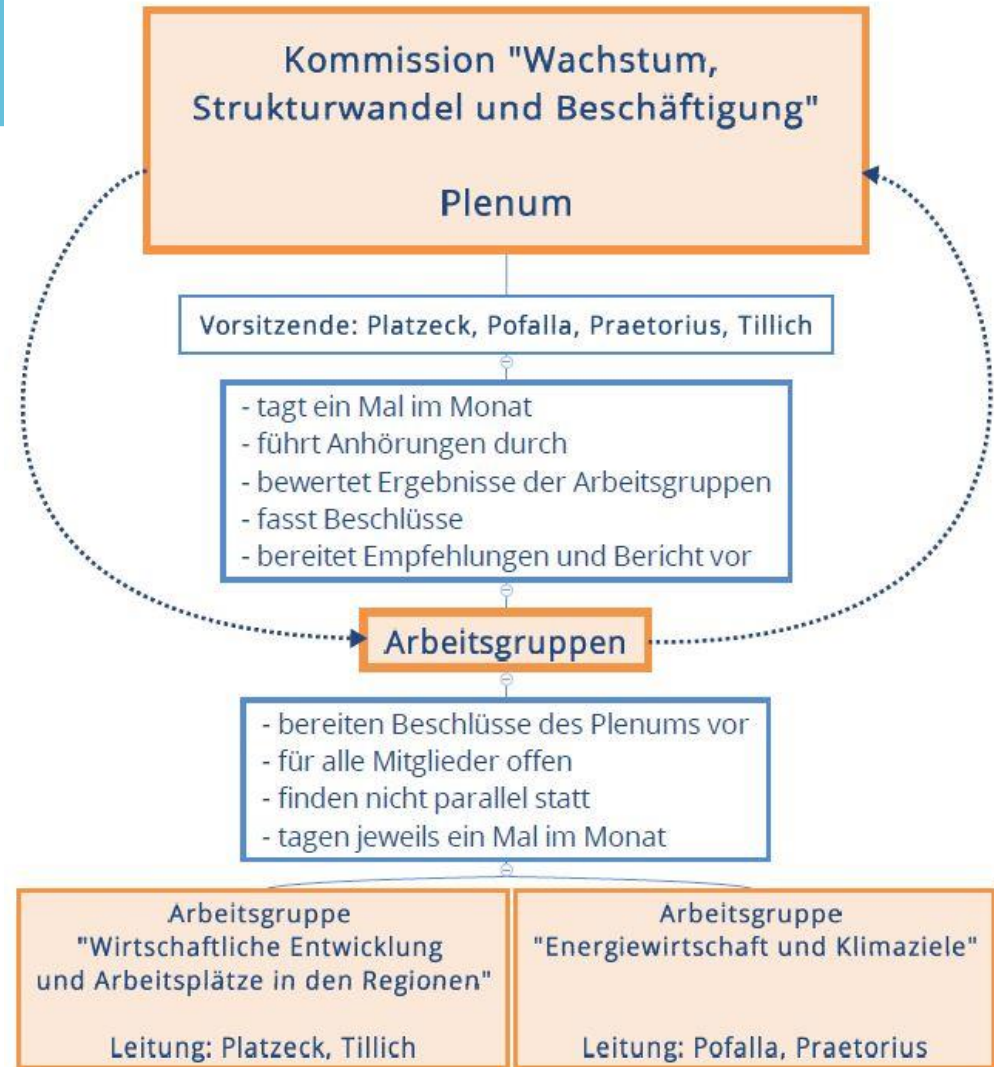 Kommission "Wachstum,
Strukturwandel und Beschäftigung"
Plenum
Vorsitzende: Platzeck, Pofalla, Praetorius, Tillich
- tagt ein Mal im Monat
- führt Anhörungen durch
- bewertet Ergebnisse der Arbeitsgruppen
- fasst Beschlüsse
- bereitet Empfehlungen und Bericht vor
Arbeitsgruppen
- bereiten Beschlüsse des Plenums vor
- für alle Mitglieder offen
- finden nicht parallel statt
- tagen jeweils ein Mal im Monat
Arbeitsgruppe
"Wirtschaftliche Entwicklung
und Arbeitsplätze in den Regionen"
Leitung: Platzeck, Tillich
Arbeitsgruppe
"Energiewirtschaft und Klimaziele"
Leitung: Pofalla, Praetorius